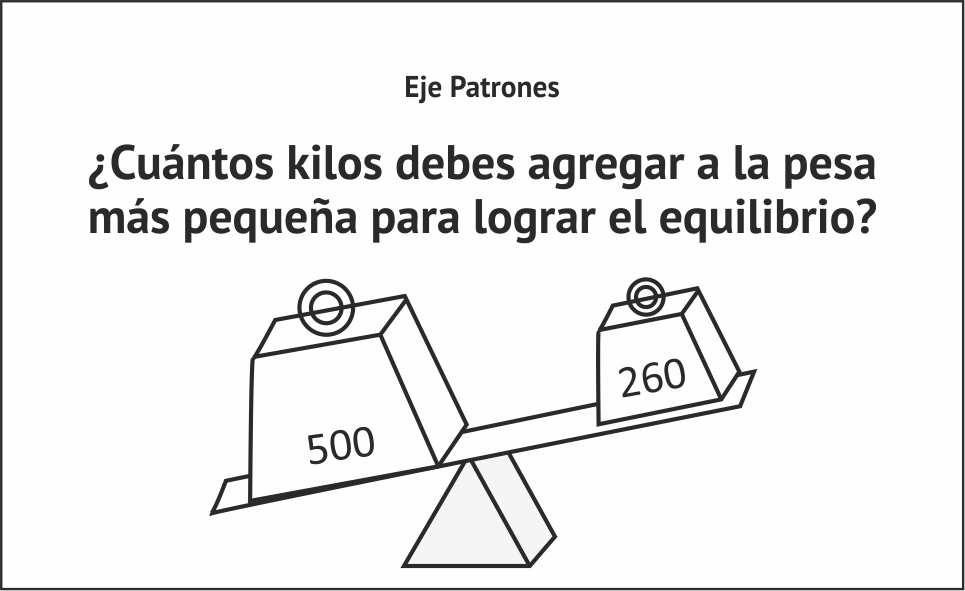 Eje Patrones
¿Cuántos kilos debes agregar a la pesa
más pequeña para lograr el equilibrio?
260
500